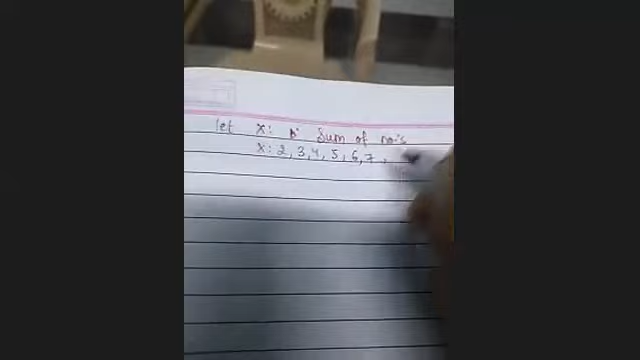 let x: Sum of no's
x: 2, 3, 4, 5, 6, 7,